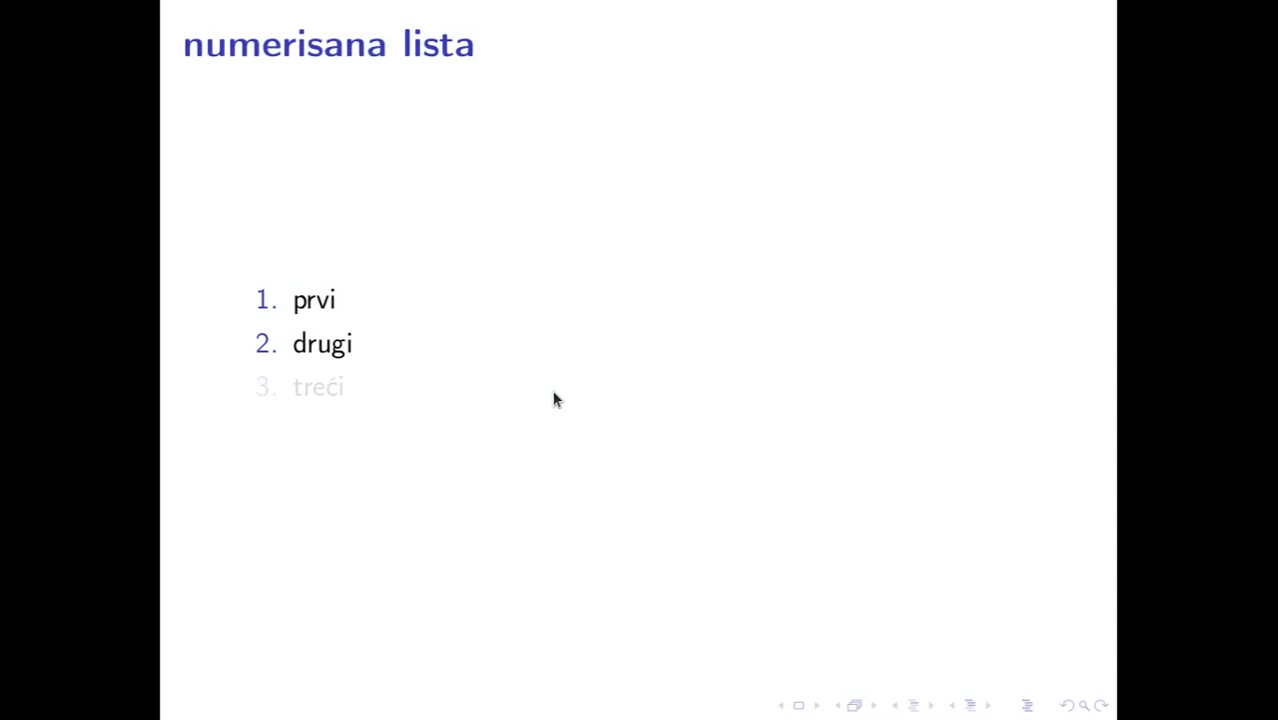 numerisana lista
1. prvi
2. drugi
3. treći